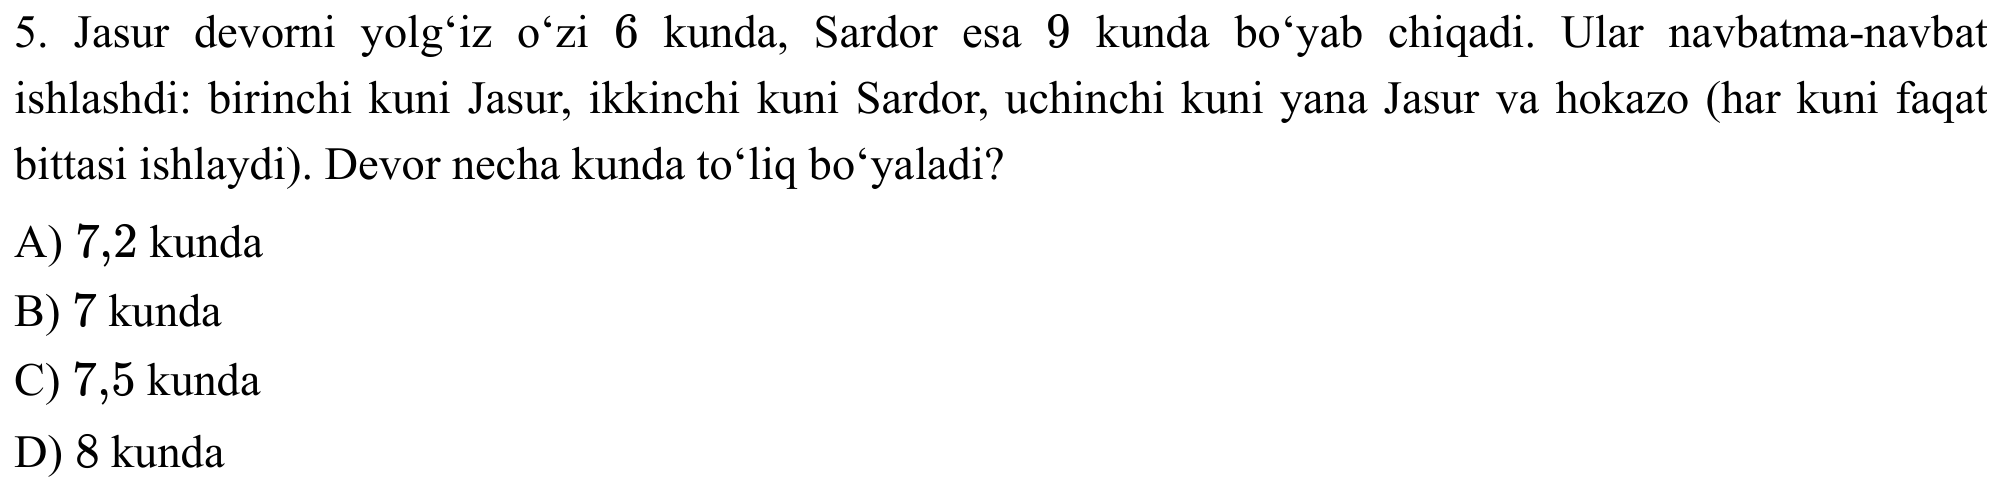 5. Jasur devorni yolg‘iz o‘zi 6 kunda, Sardor esa 9 kunda bo‘yab chiqadi. Ular navbatma-navbat
ishlashdi: birinchi kuni Jasur, ikkinchi kuni Sardor, uchinchi kuni yana Jasur va hokazo (har kuni faqat
bittasi ishlaydi). Devor necha kunda to‘liq bo‘yaladi?
A) 7,2 kunda
B) 7 kunda
C) 7,5 kunda
D) 8 kunda